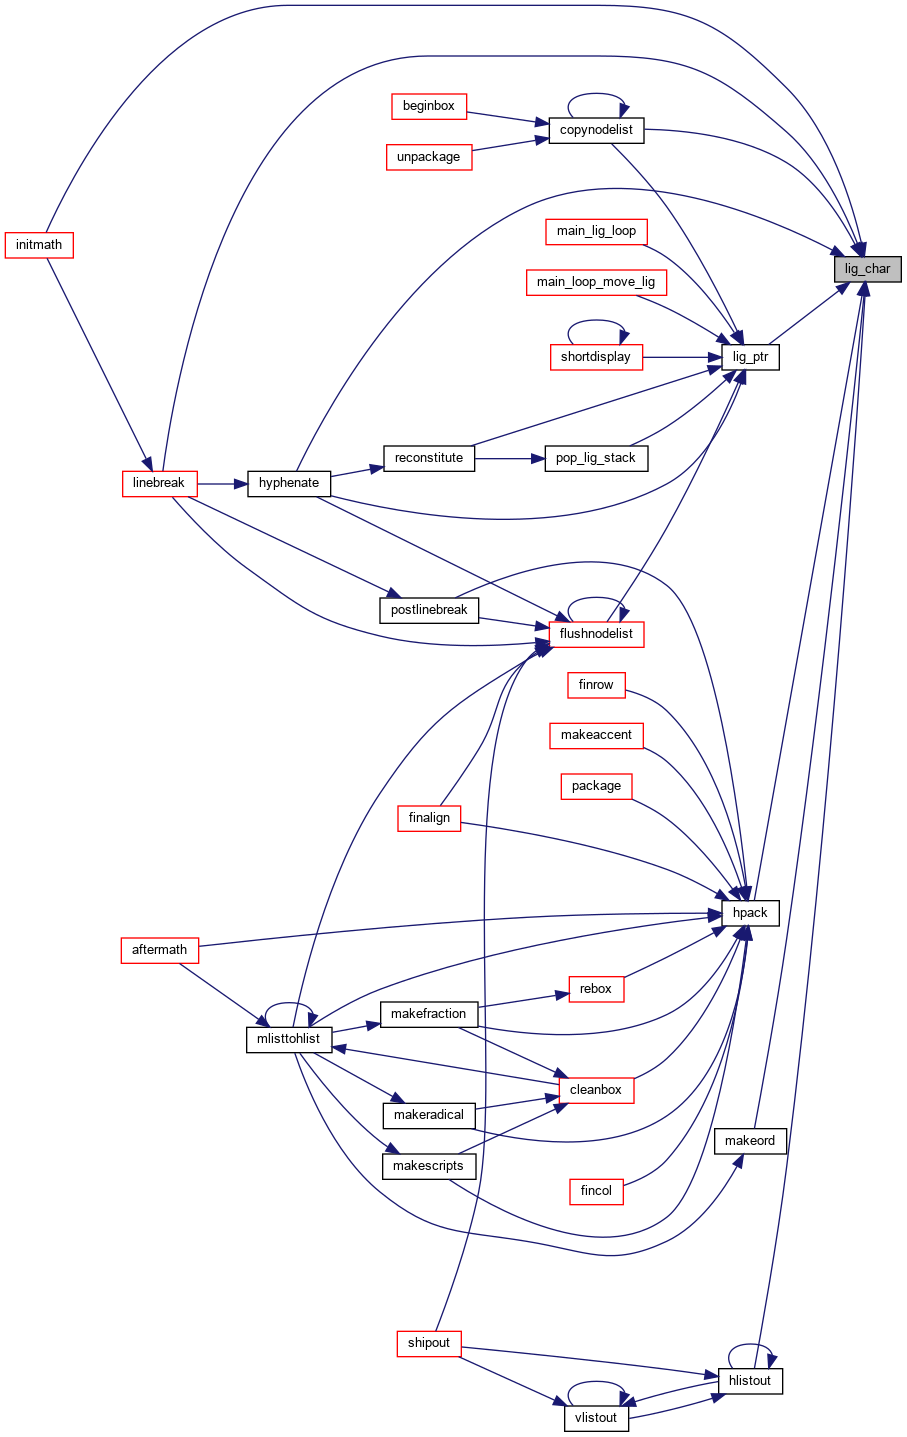 beginbox
copynodelist
unpackage
main_lig_loop
initmath
lig_char
main_loop_move_lig
shortdisplay
lig_ptr
reconstitute
pop_lig_stack
linebreak
hyphenate
postlinebreak
flushnodelist
finrow
makeaccent
package
finalign
hpack
aftermath
rebox
makefraction
mlisttohlist
cleanbox
makeradical
makeord
makescripts
fincol
shipout
hlistout
vlistout